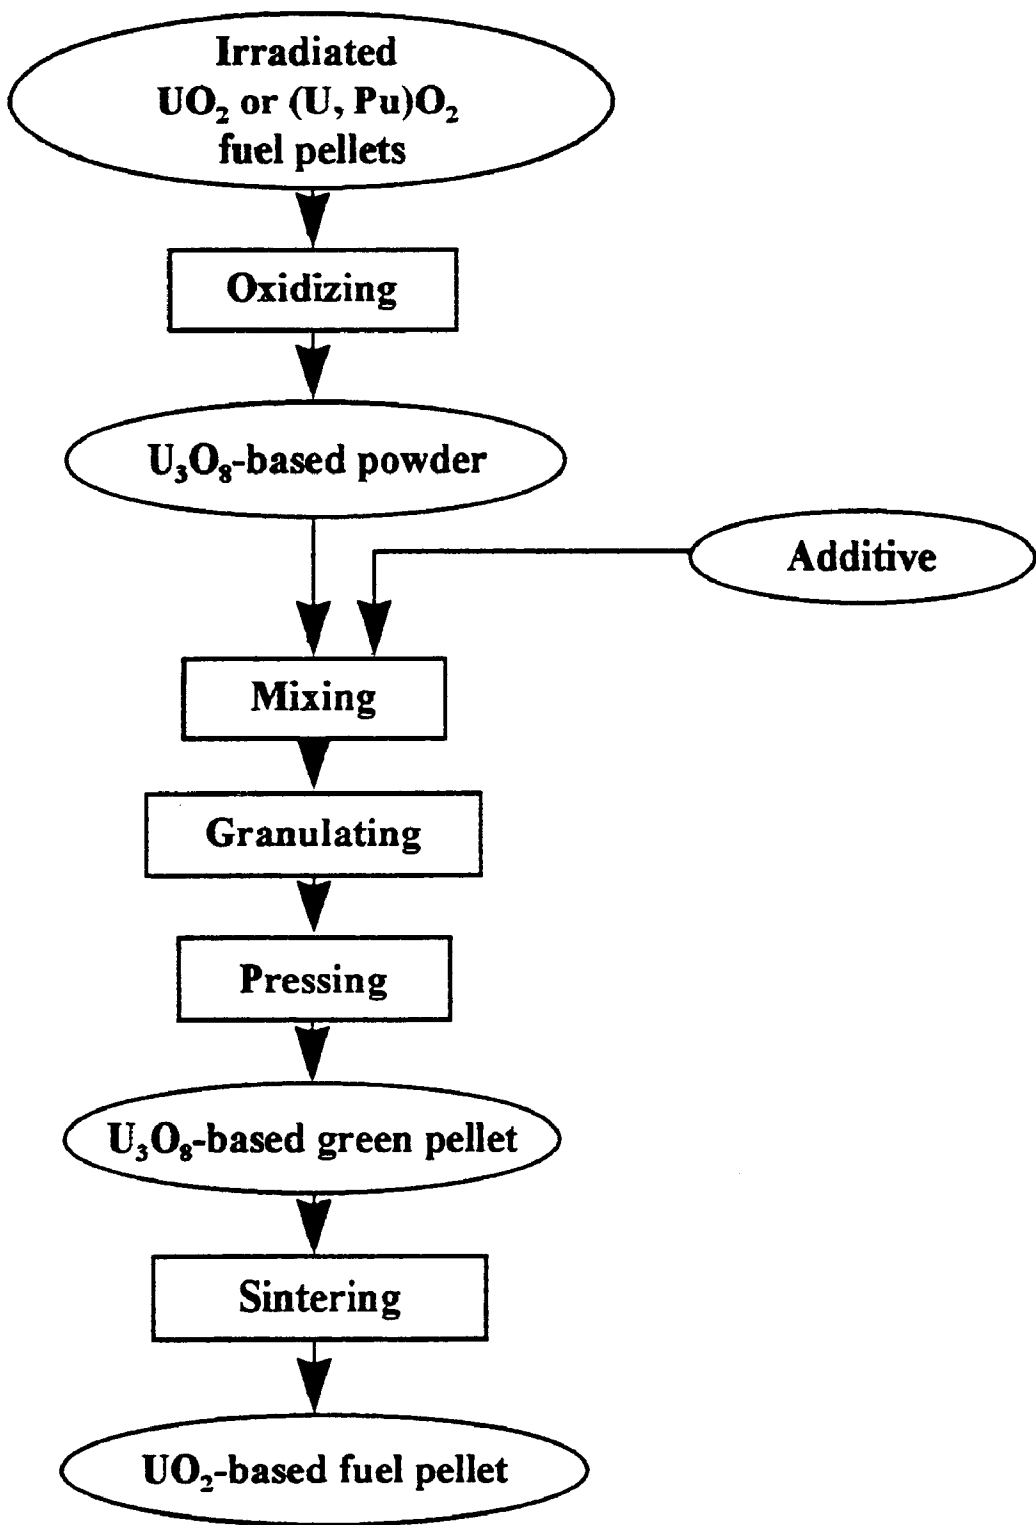 Irradiated
UO₂ or (U, Pu)O₂
fuel pellets
Oxidizing
U₃O₈-based powder
Additive
Mixing
Granulating
Pressing
U₃O₈-based green pellet
Sintering
UO₂-based fuel pellet